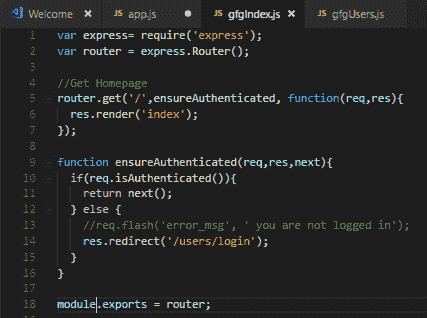 Welcome app.js gfgIndex.js gfgUsers.js
1 var express= require('express');
2 var router = express.Router();
3
4 //Get Homepage
5 router.get('/',ensureAuthenticated, function(req,res){
6 res.render('index');
7 });
8
9 function ensureAuthenticated(req,res,next){
10 if(req.isAuthenticated()){
11 return next();
12 } else {
13 //req.flash('error_msg', ' you are not logged in');
14 res.redirect('/users/login');
15 }
16 }
17
18 module.exports = router;